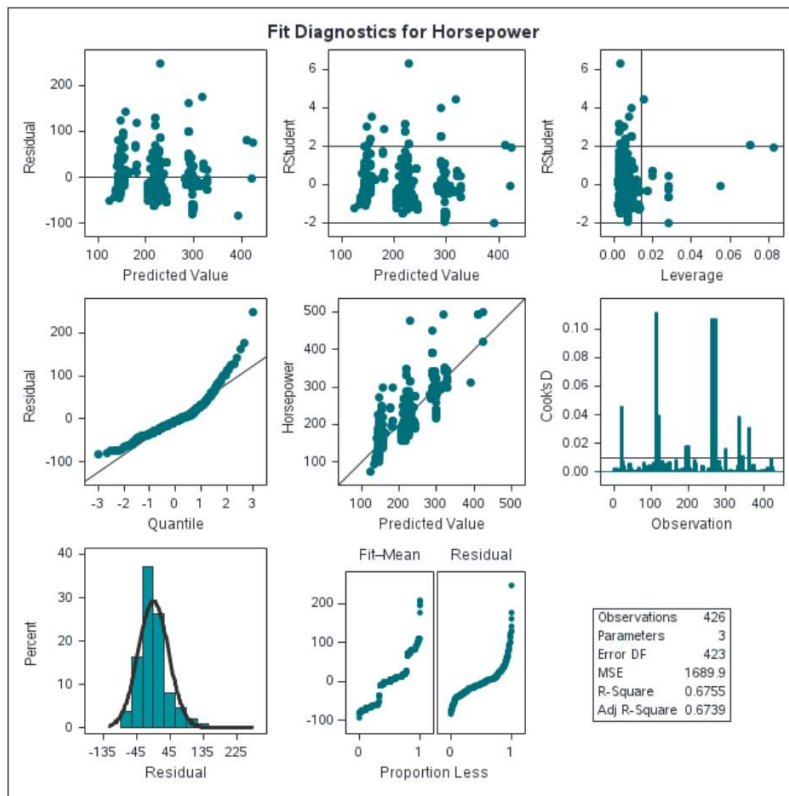 Fit Diagnostics for Horsepower
Residual
200
100
0
-100
100 200 300 400
Predicted Value
RStudent
6
4
2
0
-2
100 200 300 400
Predicted Value
RStudent
6
4
2
0
-2
0.00 0.02 0.04 0.06 0.08
Leverage
Residual
200
100
0
-100
-3 -2 -1 0 1 2 3
Quantile
Horsepower
500
400
300
200
100
100 200 300 400 500
Predicted Value
Cook's D
0.10
0.08
0.06
0.04
0.02
0.00
0 100 200 300 400
Observation
Percent
40
30
20
10
0
-135 -45 45 135 225
Residual
Fit–Mean Residual
200
100
0
-100
0 1 0 1
Proportion Less
Observations 426
Parameters 3
Error DF 423
MSE 1689.9
R-Square 0.6755
Adj R-Square 0.6739